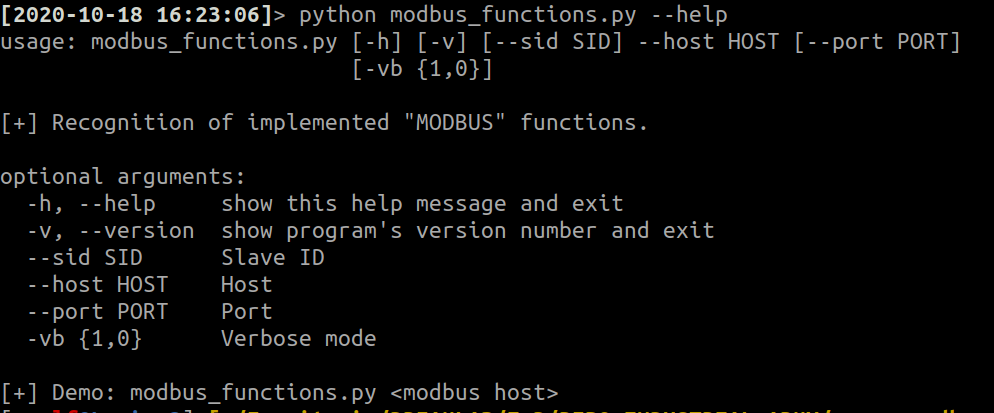 [2020-10-18 16:23:06]> python modbus_functions.py --help
usage: modbus_functions.py [-h] [-v] [--sid SID] --host HOST [--port PORT]
                           [-vb {1,0}]
[+] Recognition of implemented "MODBUS" functions.
optional arguments:
  -h, --help     show this help message and exit
  -v, --version  show program's version number and exit
  --sid SID      Slave ID
  --host HOST    Host
  --port PORT    Port
  -vb {1,0}      Verbose mode
[+] Demo: modbus_functions.py <modbus host>